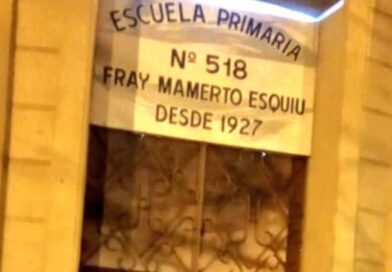 ESCUELA PRIMARIA
Nº 518
FRAY MAMERTO ESQUIU
DESDE 1927